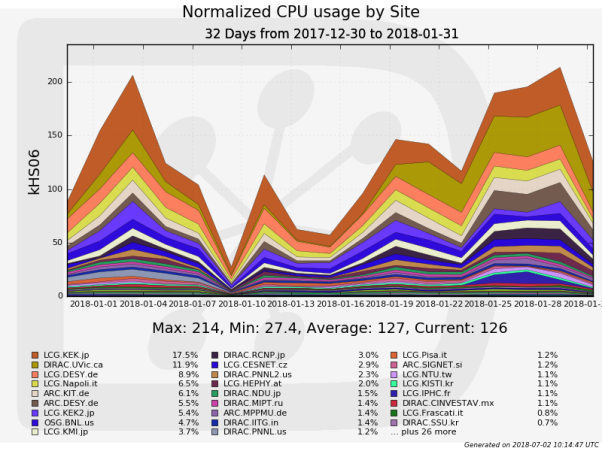 Normalized CPU usage by Site
32 Days from 2017-12-30 to 2018-01-31
kHS06
200
150
100
50
0
2018-01-01 2018-01-04 2018-01-07 2018-01-10 2018-01-13 2018-01-16 2018-01-19 2018-01-22 2018-01-25 2018-01-28 2018-01-
Max: 214, Min: 27.4, Average: 127, Current: 126
LCG.KEK.jp 17.5% DIRAC.RCNP.jp 3.0% LCG.Pisa.it 1.2%
DIRAC.UVic.ca 11.9% LCG.CESNET.cz 2.9% ARC.SIGNET.si 1.2%
LCG.DESY.de 8.9% DIRAC.PNNL2.us 2.3% LCG.NTU.tw 1.1%
LCG.Napoli.it 6.5% LCG.HEPHY.at 2.0% LCG.KISTI.kr 1.1%
ARC.KIT.de 6.1% DIRAC.NDU.jp 1.5% LCG.IPHC.fr 1.1%
ARC.DESY.de 5.5% DIRAC.MIPT.ru 1.4% DIRAC.CINVESTAV.mx 1.1%
LCG.KEK2.jp 5.4% ARC.MPPMU.de 1.4% LCG.Frascati.it 0.8%
OSG.BNL.us 4.7% DIRAC.IITG.in 1.4% DIRAC.SSU.kr 0.7%
LCG.KMI.jp 3.7% DIRAC.PNNL.us 1.2% ... plus 26 more
Generated on 2018-07-02 10:14:47 UTC